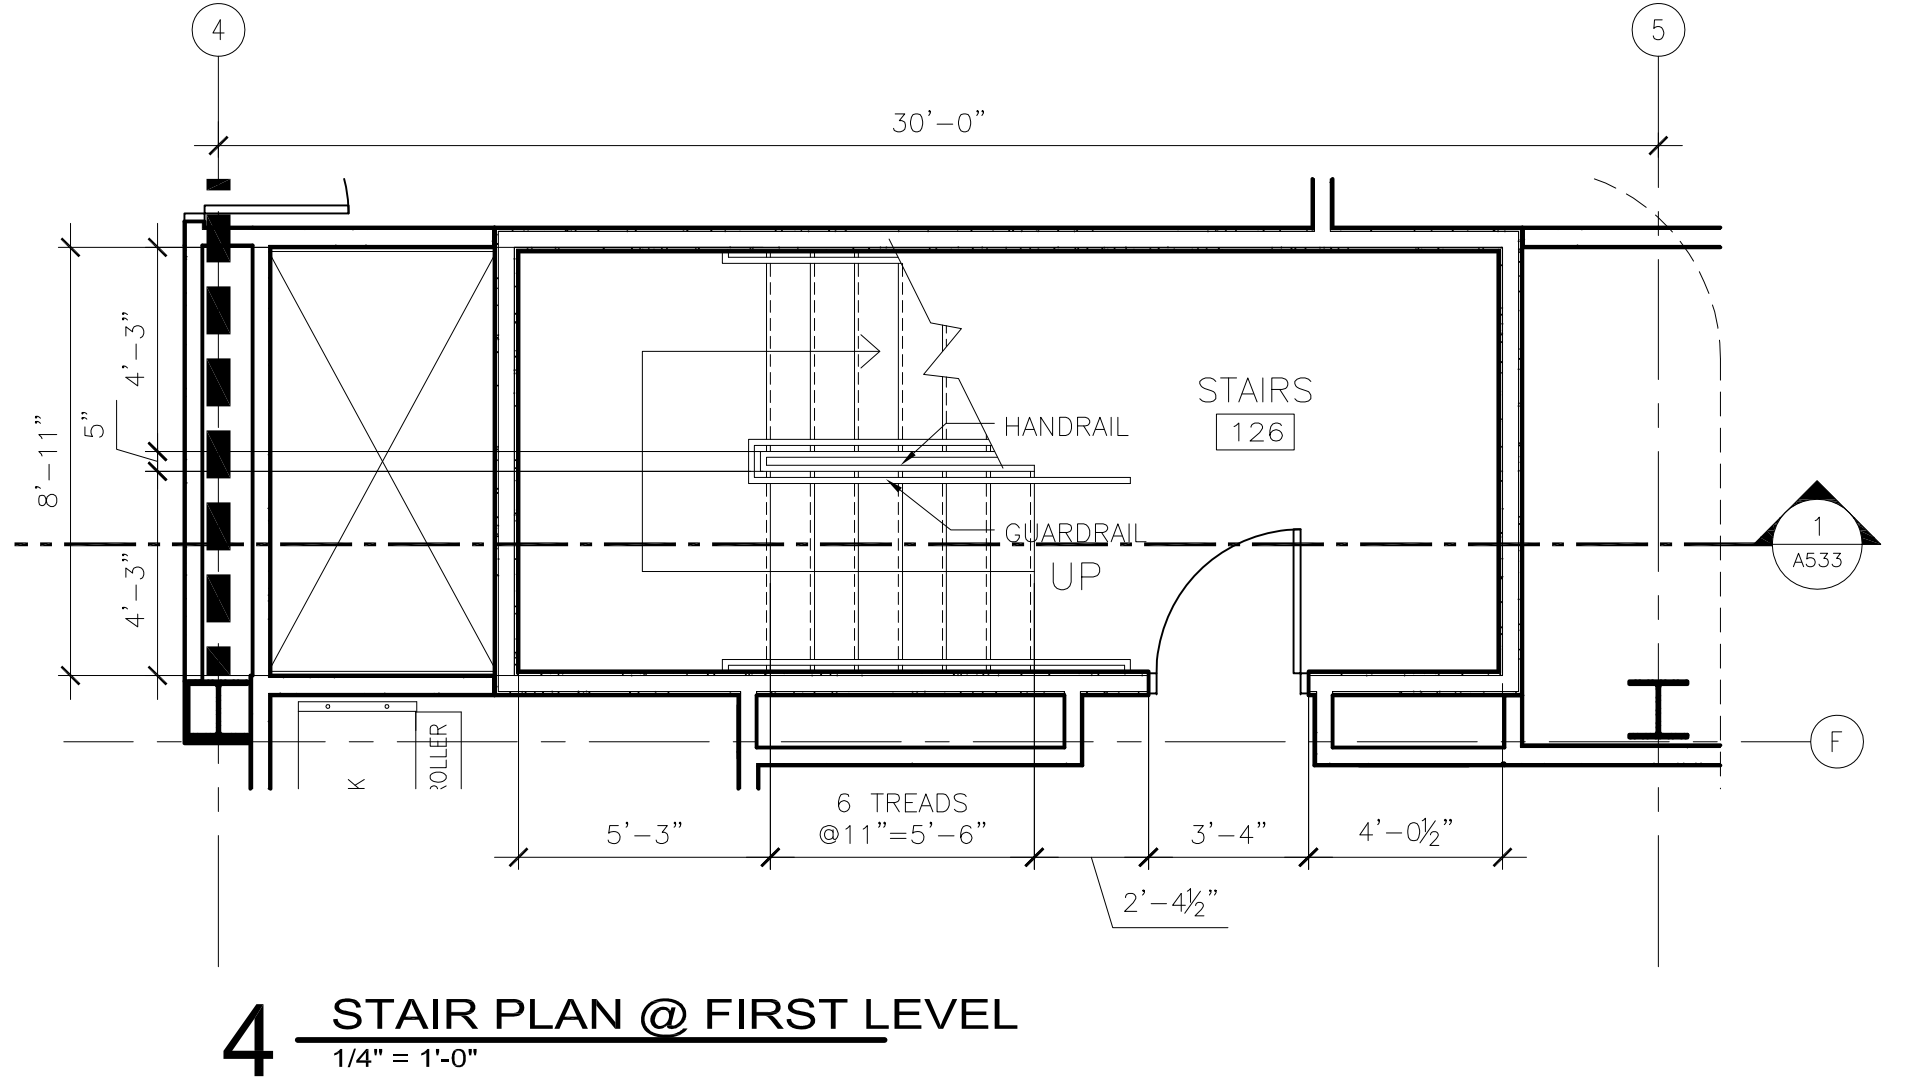 4
5
30'-0"
4'-3"
5"
8'-11"
4'-3"
STAIRS
126
HANDRAIL
GUARDRAIL
UP
1
A533
F
K
ROLLER
6 TREADS
@11"=5'-6"
5'-3"
3'-4"
4'-0½"
2'-4½"
4
STAIR PLAN @ FIRST LEVEL
1/4" = 1'-0"